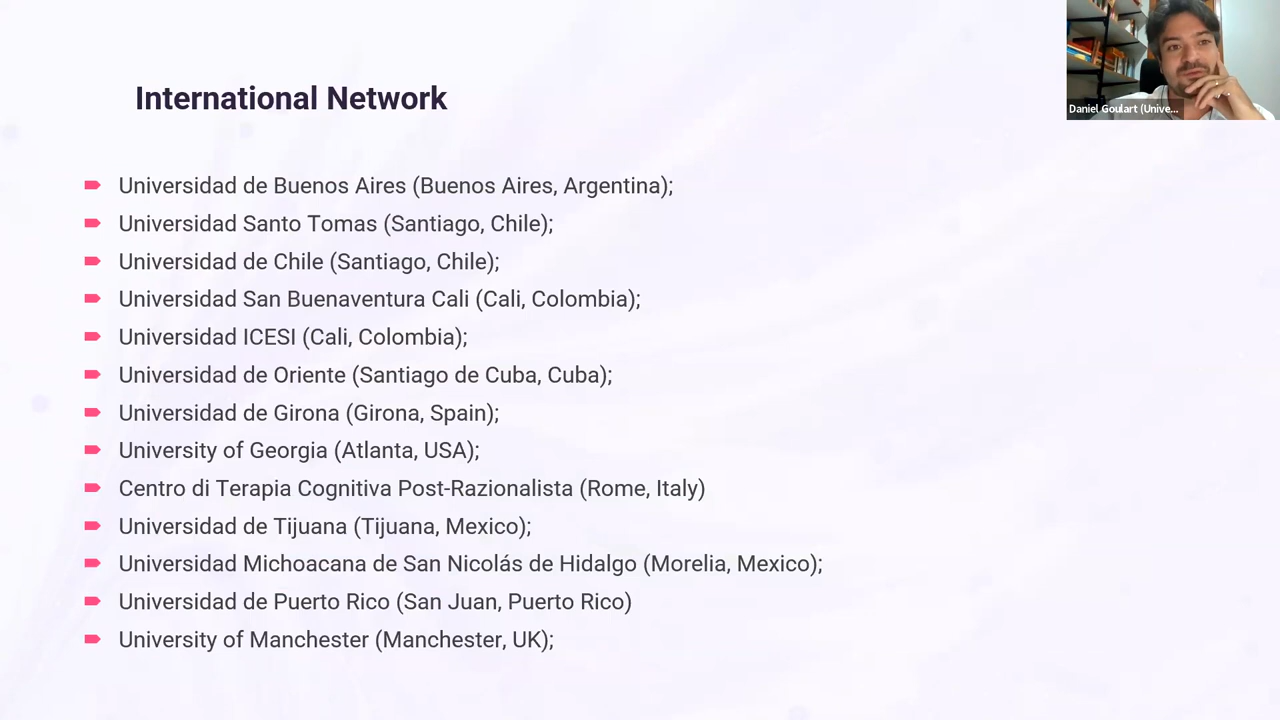 International Network
Daniel Goulart (Unive...
Universidad de Buenos Aires (Buenos Aires, Argentina);
Universidad Santo Tomas (Santiago, Chile);
Universidad de Chile (Santiago, Chile);
Universidad San Buenaventura Cali (Cali, Colombia);
Universidad ICESI (Cali, Colombia);
Universidad de Oriente (Santiago de Cuba, Cuba);
Universidad de Girona (Girona, Spain);
University of Georgia (Atlanta, USA);
Centro di Terapia Cognitiva Post-Razionalista (Rome, Italy)
Universidad de Tijuana (Tijuana, Mexico);
Universidad Michoacana de San Nicolás de Hidalgo (Morelia, Mexico);
Universidad de Puerto Rico (San Juan, Puerto Rico)
University of Manchester (Manchester, UK);